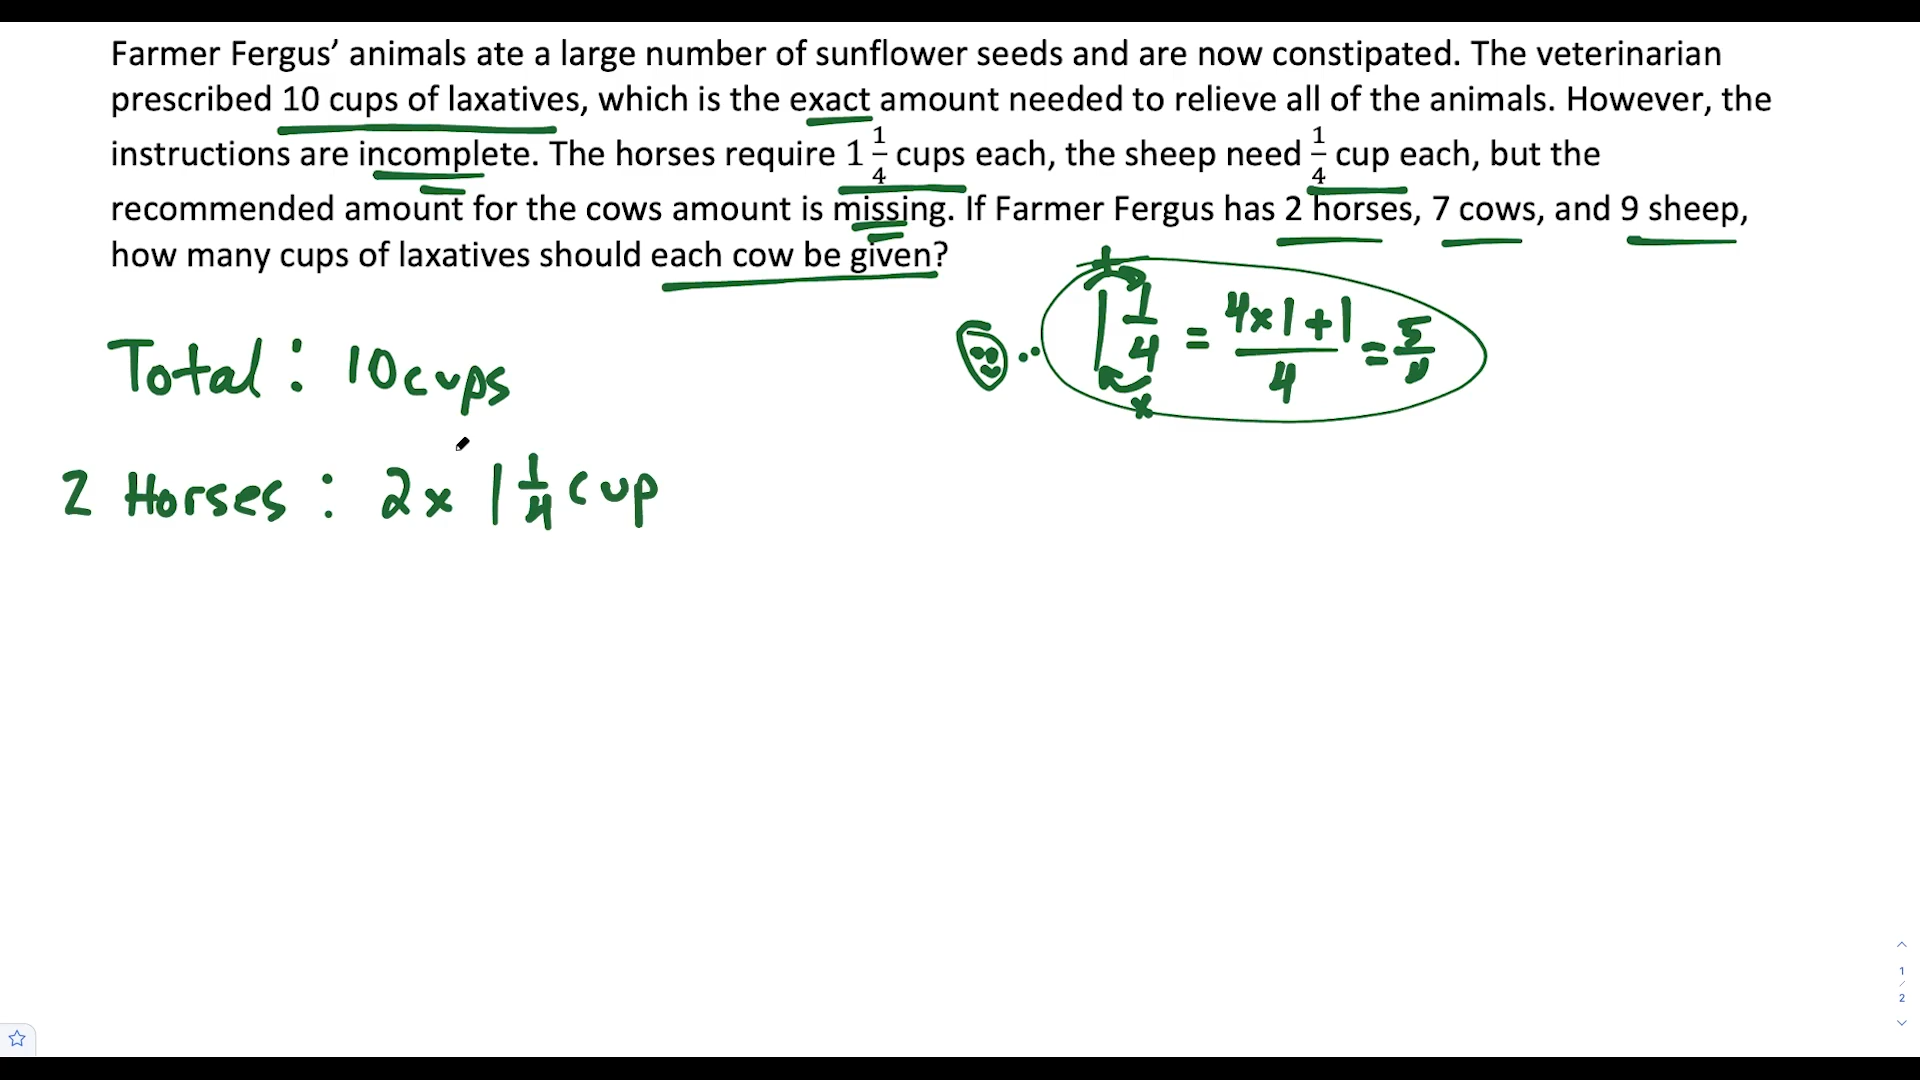 Farmer Fergus’ animals ate a large number of sunflower seeds and are now constipated. The veterinarian
prescribed 10 cups of laxatives, which is the exact amount needed to relieve all of the animals. However, the
instructions are incomplete. The horses require 1 1/4 cups each, the sheep need 1/4 cup each, but the
recommended amount for the cows amount is missing. If Farmer Fergus has 2 horses, 7 cows, and 9 sheep,
how many cups of laxatives should each cow be given?
+
1 1/4 = 4x1+1/4 = 5/4
x
Total: 10cups
2 Horses: 2x 1 1/4 cup
1
/
2